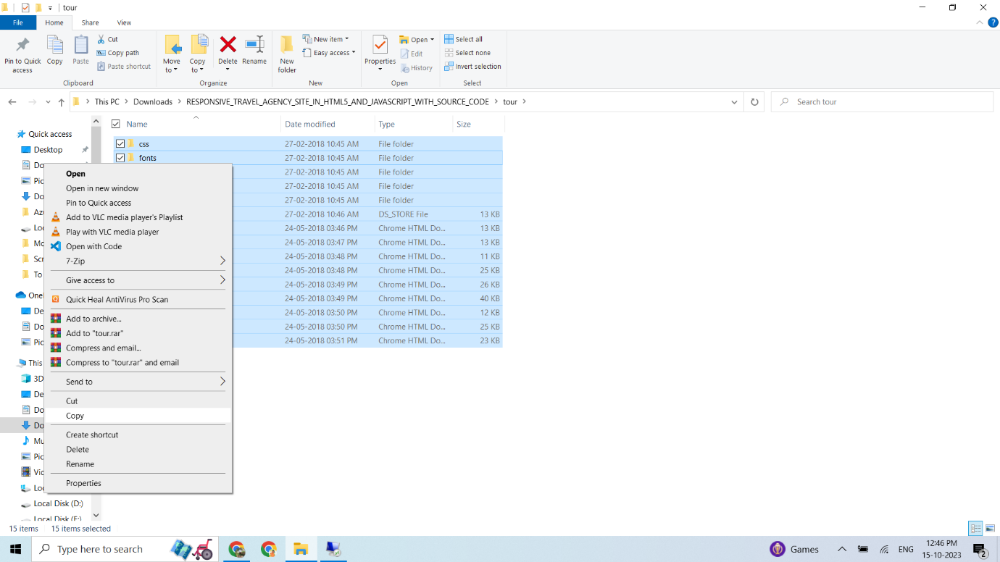 tour
File Home Share View
Pin to Quick access
Copy
Paste
Cut
Copy path
Paste shortcut
Clipboard
Move to
Copy to
Delete
Rename
Organize
New folder
New item
Easy access
New
Properties
Open
Edit
History
Open
Select all
Select none
Invert selection
Select
This PC > Downloads > RESPONSIVE_TRAVEL_AGENCY_SITE_IN_HTML5_AND_JAVASCRIPT_WITH_SOURCE_CODE > tour >
Search tour
Quick access
Desktop
Do
Pic
Do
Azu
Loc
Mo
Scr
To
One
De
Do
Pic
This
3D
De
Do
Do
Mu
Pic
Vid
Loc
Local Disk (D:)
Local Disk (E:)
Name Date modified Type Size
css 27-02-2018 10:45 AM File folder
fonts 27-02-2018 10:45 AM File folder
27-02-2018 10:45 AM File folder
27-02-2018 10:45 AM File folder
27-02-2018 10:45 AM File folder
27-02-2018 10:46 AM DS_STORE File 13 KB
24-05-2018 03:46 PM Chrome HTML Do... 13 KB
24-05-2018 03:47 PM Chrome HTML Do... 13 KB
24-05-2018 03:48 PM Chrome HTML Do... 11 KB
24-05-2018 03:48 PM Chrome HTML Do... 25 KB
24-05-2018 03:49 PM Chrome HTML Do... 26 KB
24-05-2018 03:49 PM Chrome HTML Do... 40 KB
24-05-2018 03:50 PM Chrome HTML Do... 12 KB
24-05-2018 03:50 PM Chrome HTML Do... 25 KB
24-05-2018 03:51 PM Chrome HTML Do... 23 KB
Open
Open in new window
Pin to Quick access
Add to VLC media player's Playlist
Play with VLC media player
Open with Code
7-Zip
Give access to
Quick Heal AntiVirus Pro Scan
Add to archive...
Add to "tour.rar"
Compress and email...
Compress to "tour.rar" and email
Send to
Cut
Copy
Create shortcut
Delete
Rename
Properties
15 items 15 items selected
Type here to search
Games
ENG
12:46 PM
15-10-2023
2